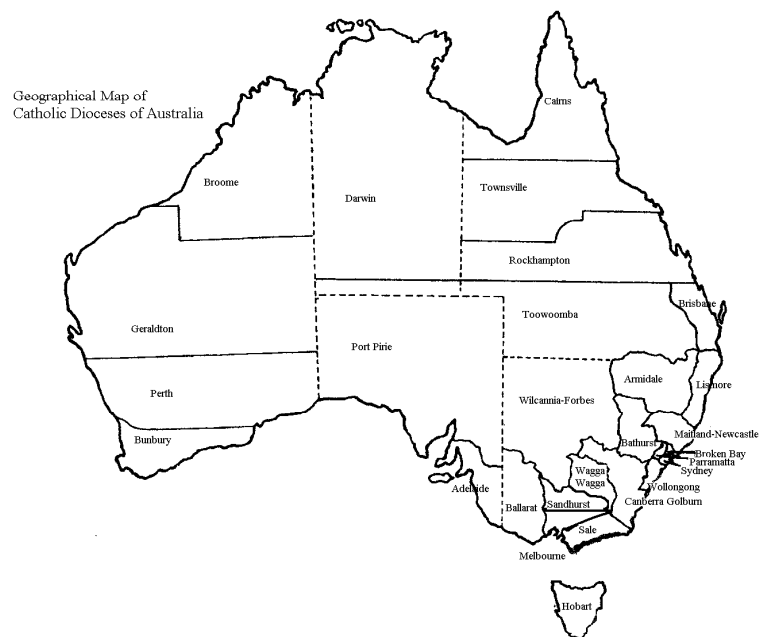 Geographical Map of
Catholic Dioceses of Australia
Cairns
Broome
Townsville
Darwin
Rockhampton
Brisbane
Toowoomba
Geraldton
Port Pirie
Armidale
Lismore
Perth
Wilcannia-Forbes
Maitland-Newcastle
Bunbury
Bathurst
Broken Bay
Parramatta
Sydney
Wagga
Wagga
Adelaide
Wollongong
Ballarat
Sandhurst
Canberra Golburn
Sale
Melbourne
Hobart